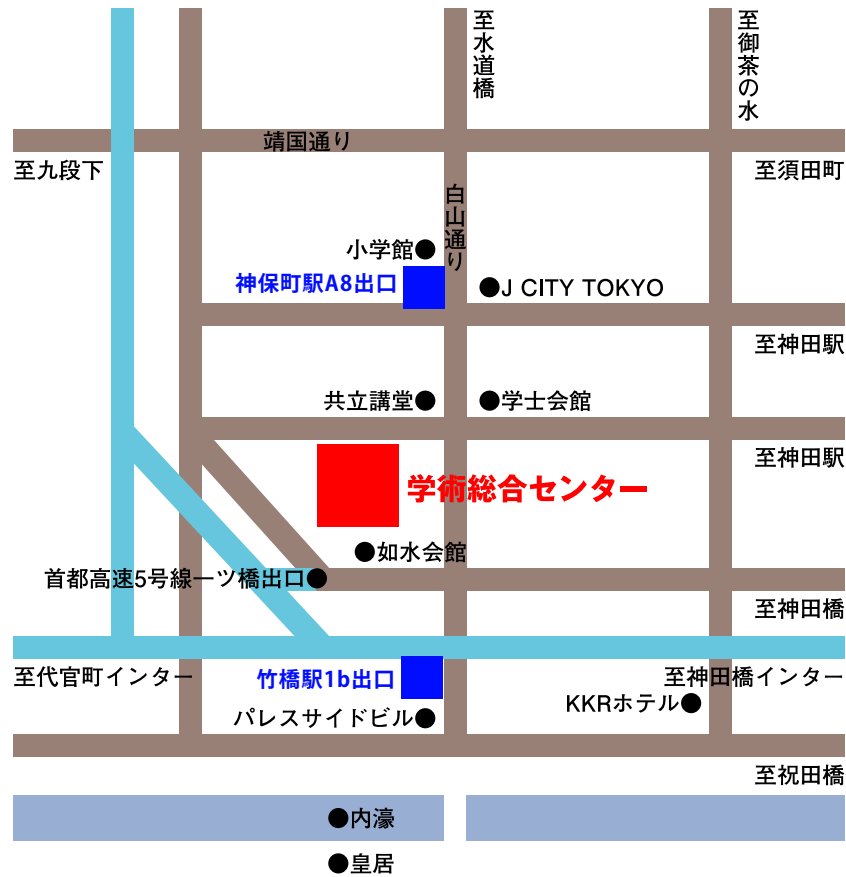 至水道橋
至御茶の水
靖国通り
至九段下
至須田町
白山通り
小学館
神保町駅A8出口
J CITY TOKYO
至神田駅
共立講堂
学士会館
至神田駅
学術総合センター
如水会館
首都高速5号線一ツ橋出口
至神田橋
至代官町インター
竹橋駅1b出口
至神田橋インター
KKRホテル
パレスサイドビル
至祝田橋
内濠
皇居